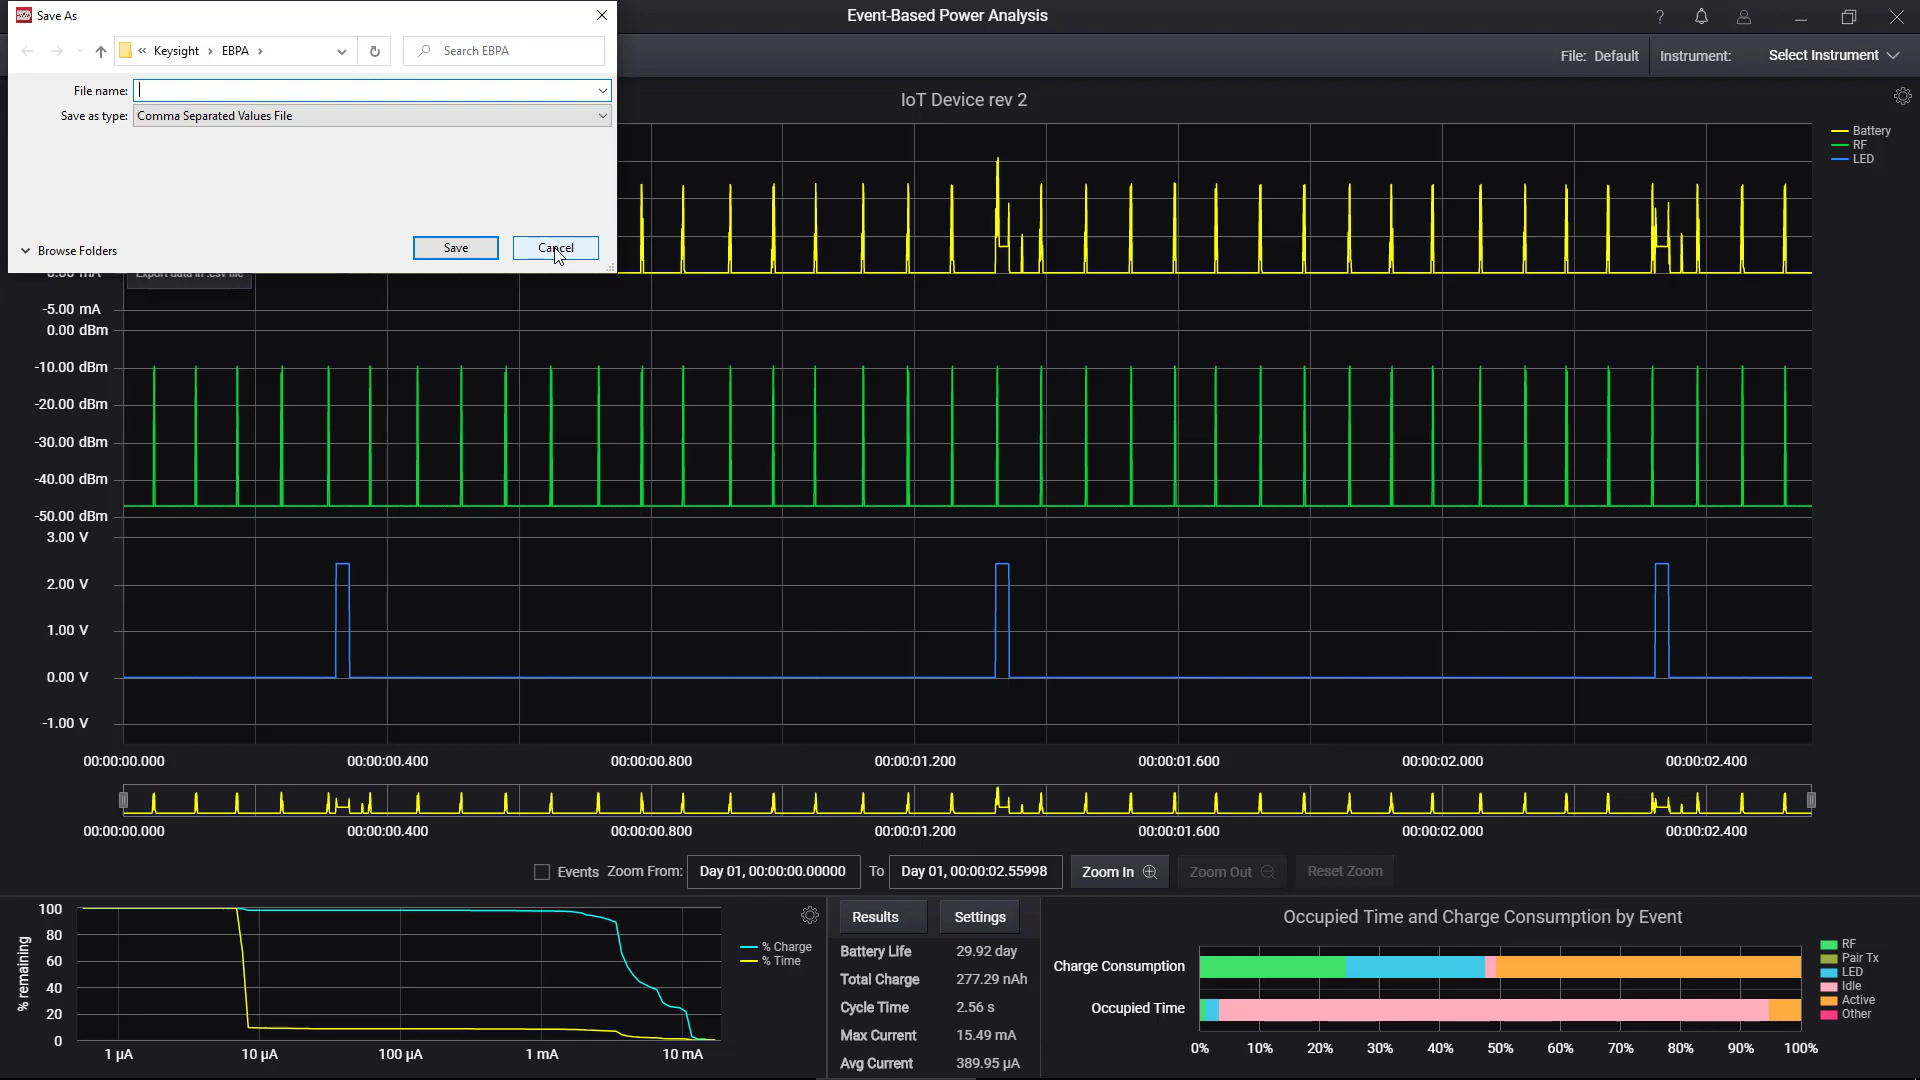 Save As
Event-Based Power Analysis
« Keysight › EBPA ›
Search EBPA
File: Default
Instrument:
Select Instrument
File name:
Save as type: Comma Separated Values File
IoT Device rev 2
Battery
RF
LED
Browse Folders
Save
Cancel
0.00 mA
Export data in .csv file
-5.00 mA
0.00 dBm
-10.00 dBm
-20.00 dBm
-30.00 dBm
-40.00 dBm
-50.00 dBm
3.00 V
2.00 V
1.00 V
0.00 V
-1.00 V
00:00:00.000 00:00:00.400 00:00:00.800 00:00:01.200 00:00:01.600 00:00:02.000 00:00:02.400
00:00:00.000 00:00:00.400 00:00:00.800 00:00:01.200 00:00:01.600 00:00:02.000 00:00:02.400
Events Zoom From: Day 01, 00:00:00.00000 To Day 01, 00:00:02.55998 Zoom In Zoom Out Reset Zoom
% remaining
100
80
60
40
20
0
1 µA 10 µA 100 µA 1 mA 10 mA
% Charge
% Time
Results Settings
Battery Life 29.92 day
Total Charge 277.29 nAh
Cycle Time 2.56 s
Max Current 15.49 mA
Avg Current 389.95 µA
Occupied Time and Charge Consumption by Event
Charge Consumption
Occupied Time
0% 10% 20% 30% 40% 50% 60% 70% 80% 90% 100%
RF
Pair Tx
LED
Idle
Active
Other